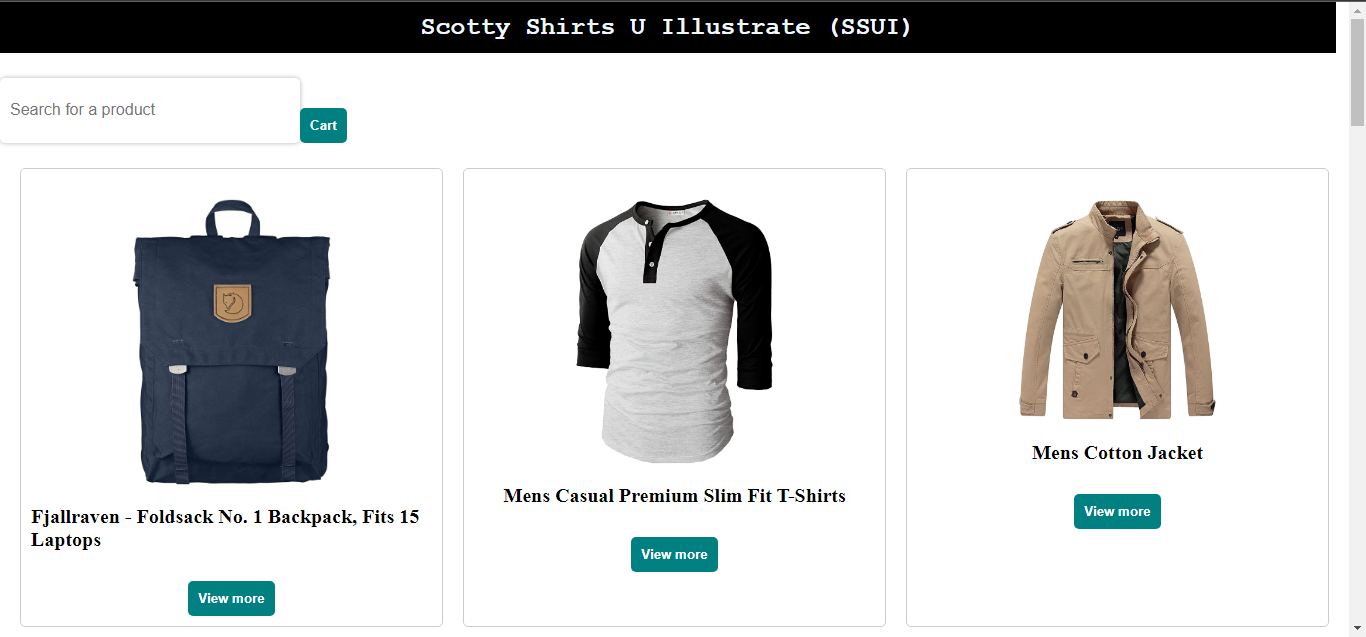 Scotty Shirts U Illustrate (SSUI)
Search for a product
Cart
Fjallraven - Foldsack No. 1 Backpack, Fits 15
Laptops
View more
Mens Casual Premium Slim Fit T-Shirts
View more
Mens Cotton Jacket
View more